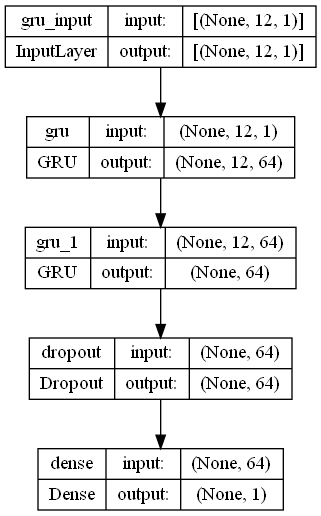 gru_input input: [(None, 12, 1)]
InputLayer output: [(None, 12, 1)]
gru input: (None, 12, 1)
GRU output: (None, 12, 64)
gru_1 input: (None, 12, 64)
GRU output: (None, 64)
dropout input: (None, 64)
Dropout output: (None, 64)
dense input: (None, 64)
Dense output: (None, 1)